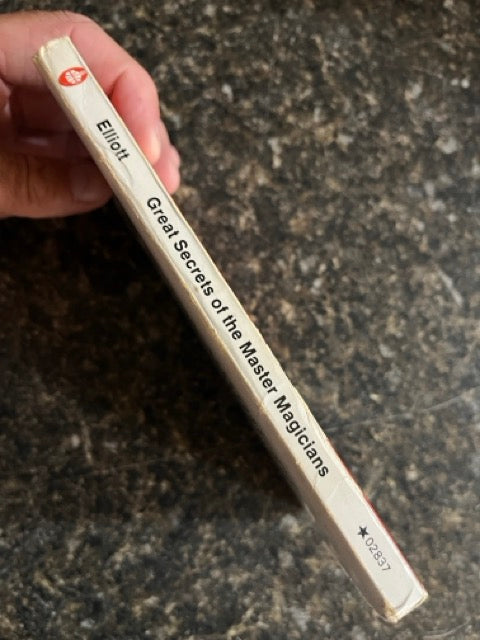 Elliott
Great Secrets of the Master Magicians
★02837